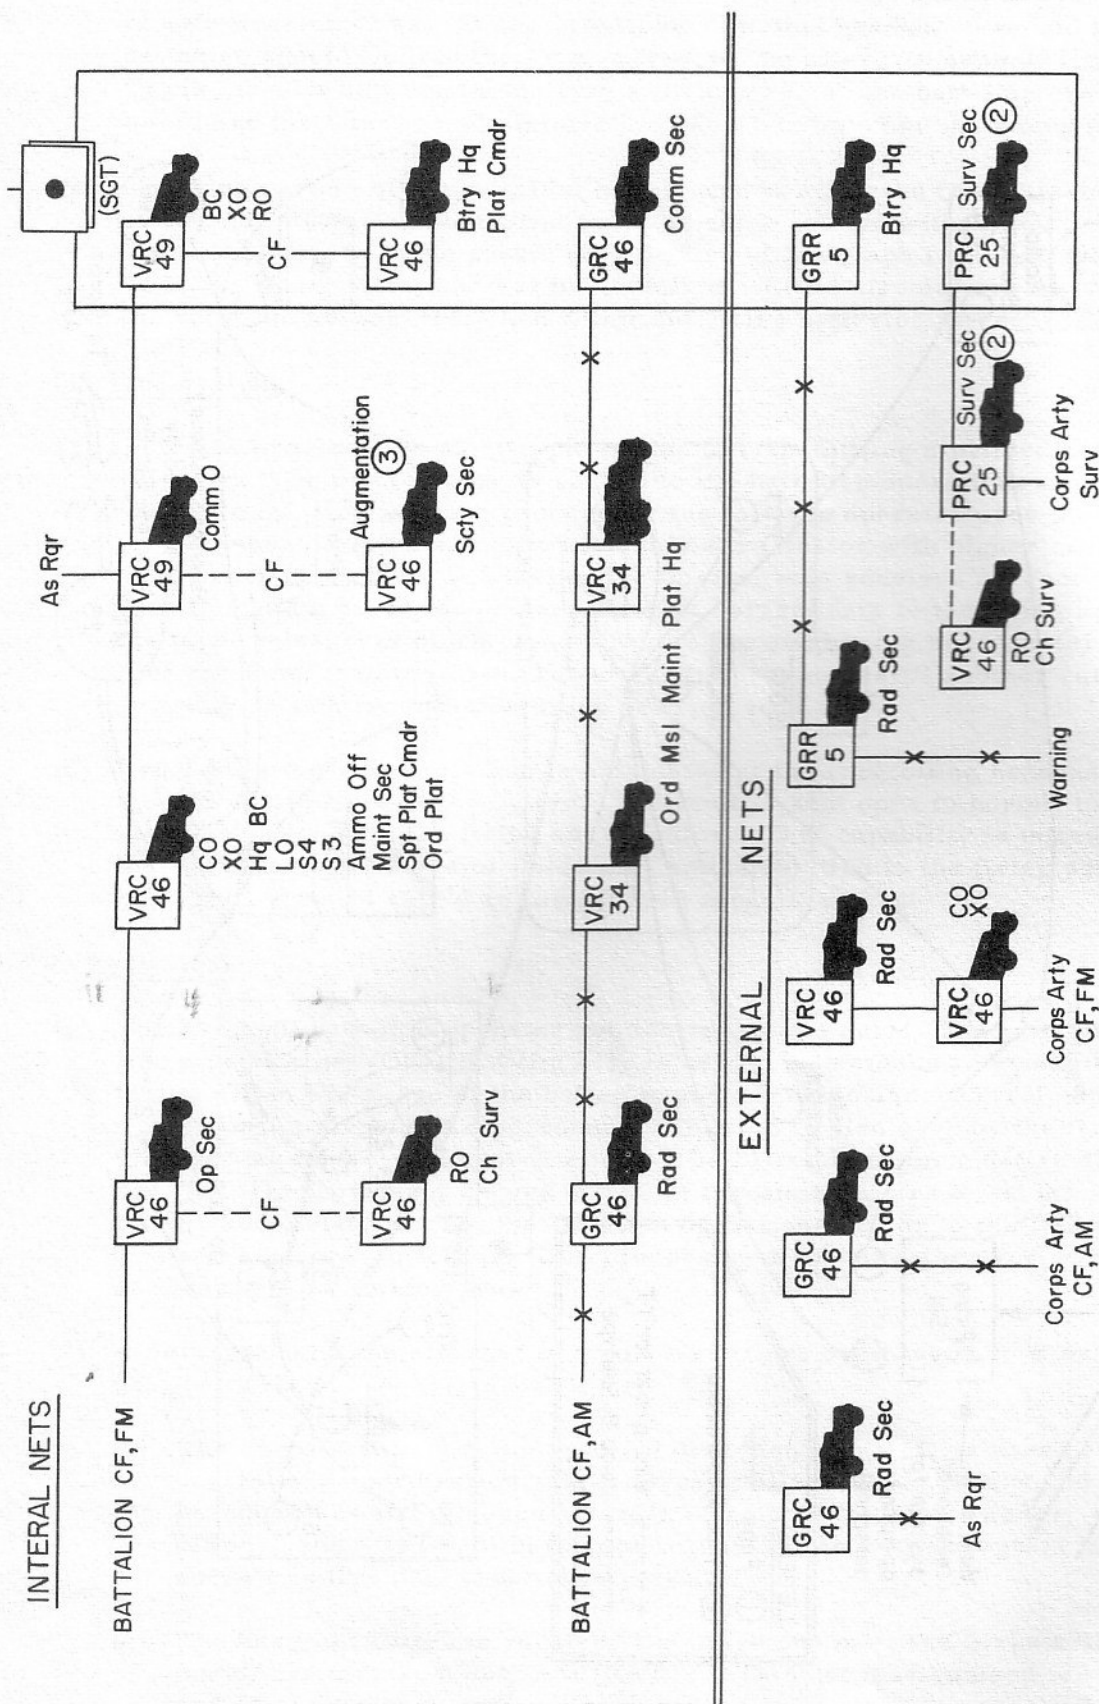 INTERAL NETS
BATTALION CF,FM
VRC
46
Op Sec
CF
VRC
46
RO
Ch Surv
VRC
46
CO
XO
Hq BC
LO
S4
S3
Ammo Off
Maint Sec
Spt Plat Cmdr
Ord Plat
As Rqr
VRC
49
Comm O
CF
Augmentation
3
VRC
46
Scty Sec
(SGT)
VRC
49
BC
XO
RO
CF
VRC
46
Btry Hq
Plat Cmdr
BATTALION CF,AM
GRC
46
Rad Sec
VRC
34
VRC
34
Ord Msl Maint Plat Hq
GRC
46
Comm Sec
EXTERNAL NETS
GRC
46
Rad Sec
As Rqr
GRC
46
Rad Sec
Corps Arty
CF,AM
VRC
46
Rad Sec
VRC
46
CO
XO
Corps Arty
CF,FM
GRR
5
Rad Sec
Warning
GRR
5
Btry Hq
VRC
46
RO
Ch Surv
PRC
25
Surv Sec
2
Corps Arty
Surv
PRC
25
Surv Sec
2